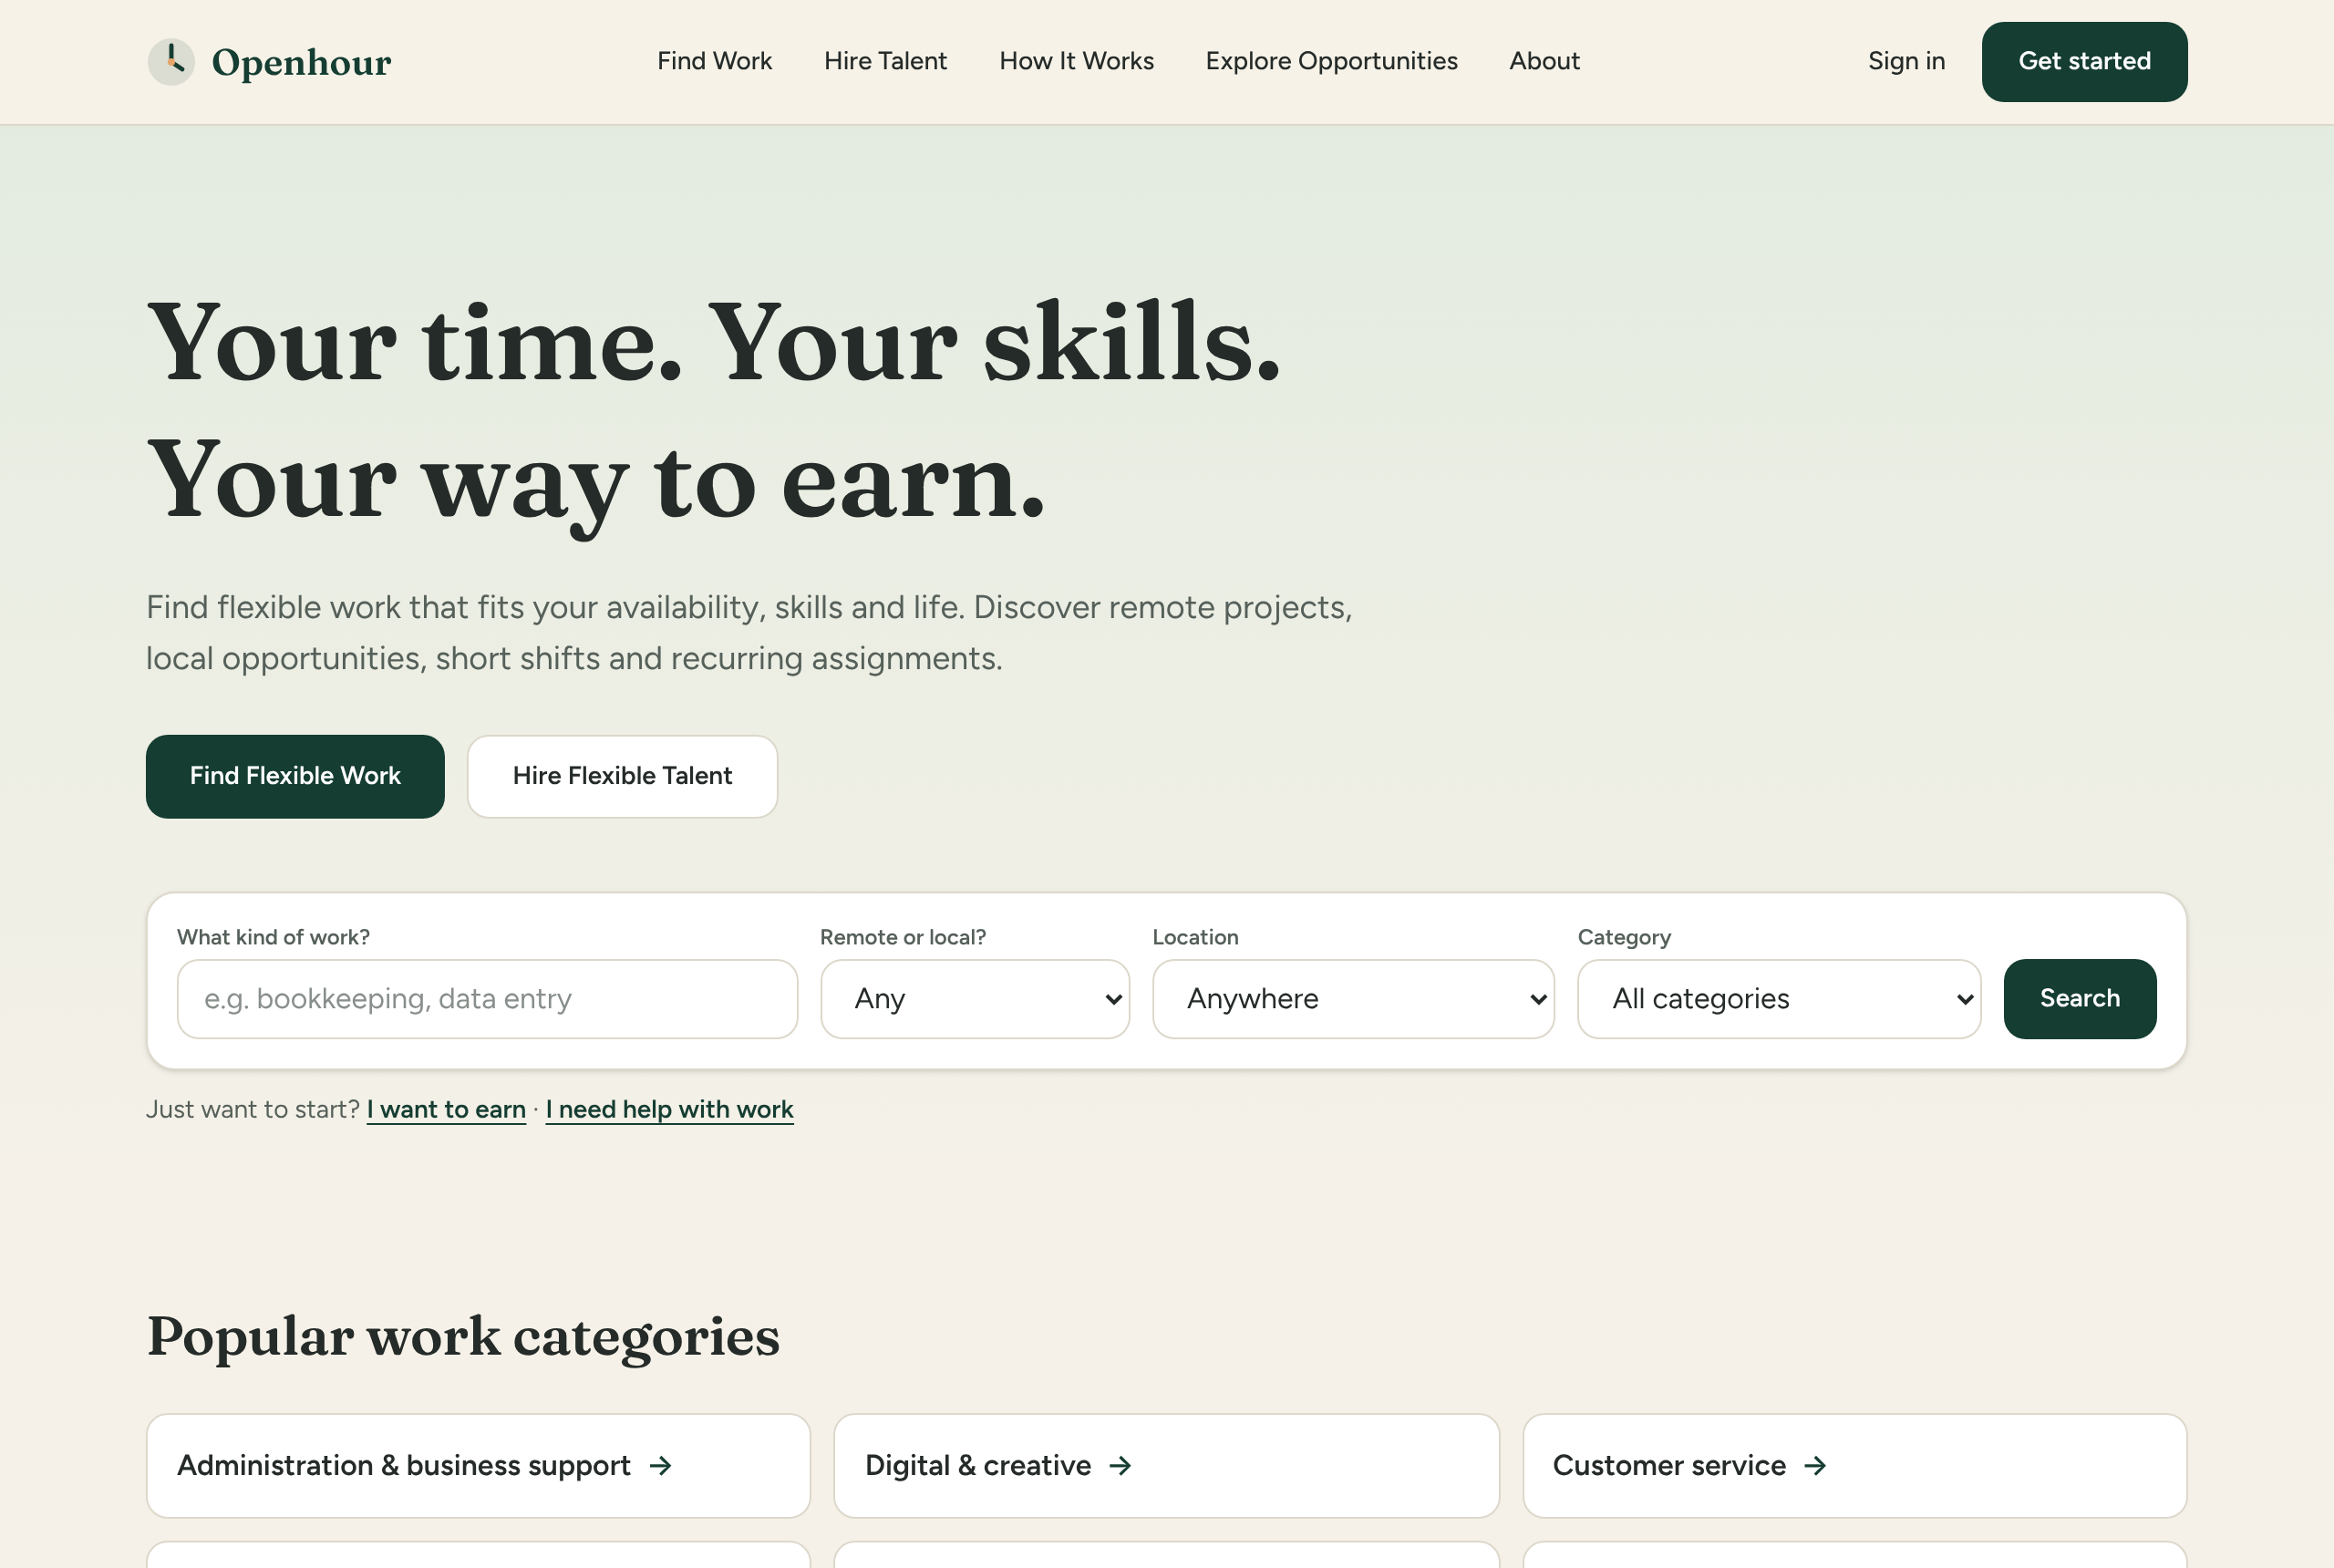 Openhour
Find Work
Hire Talent
How It Works
Explore Opportunities
About
Sign in
Get started
Your time. Your skills.
Your way to earn.
Find flexible work that fits your availability, skills and life. Discover remote projects,
local opportunities, short shifts and recurring assignments.
Find Flexible Work
Hire Flexible Talent
What kind of work?
Remote or local?
Location
Category
e.g. bookkeeping, data entry
Any
Anywhere
All categories
Search
Just want to start? I want to earn · I need help with work
Popular work categories
Administration & business support →
Digital & creative →
Customer service →